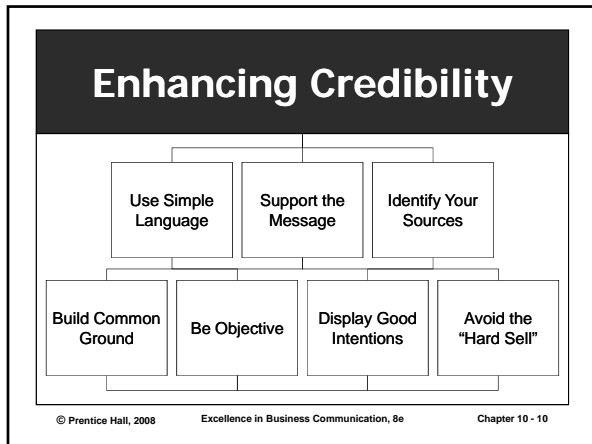 Enhancing Credibility
Use Simple
Language
Support the
Message
Identify Your
Sources
Build Common
Ground
Be Objective
Display Good
Intentions
Avoid the
“Hard Sell”
© Prentice Hall, 2008 Excellence in Business Communication, 8e Chapter 10 - 10